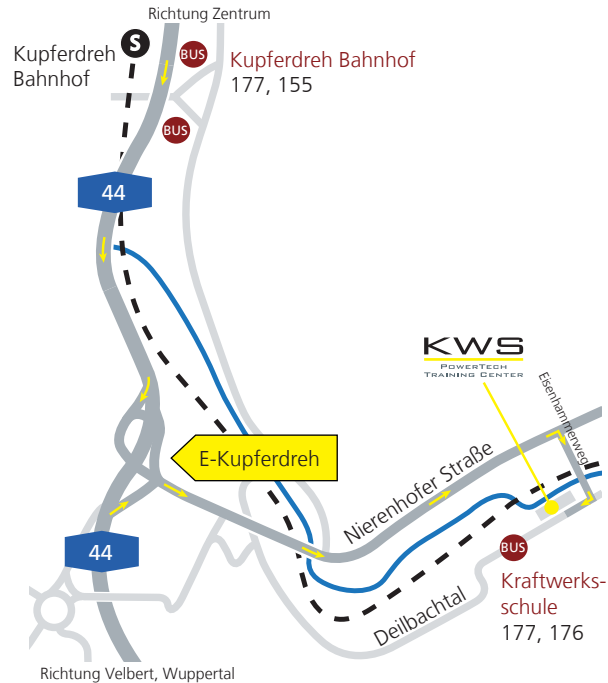 Richtung Zentrum
S
Kupferdreh
Bahnhof
BUS
Kupferdreh Bahnhof
177, 155
BUS
44
KWS
POWERTECH
TRAINING CENTER
Eisenhammerweg
E-Kupferdreh
Nierenhofer Straße
44
BUS
Kraftwerks-
schule
177, 176
Deilbachtal
Richtung Velbert, Wuppertal